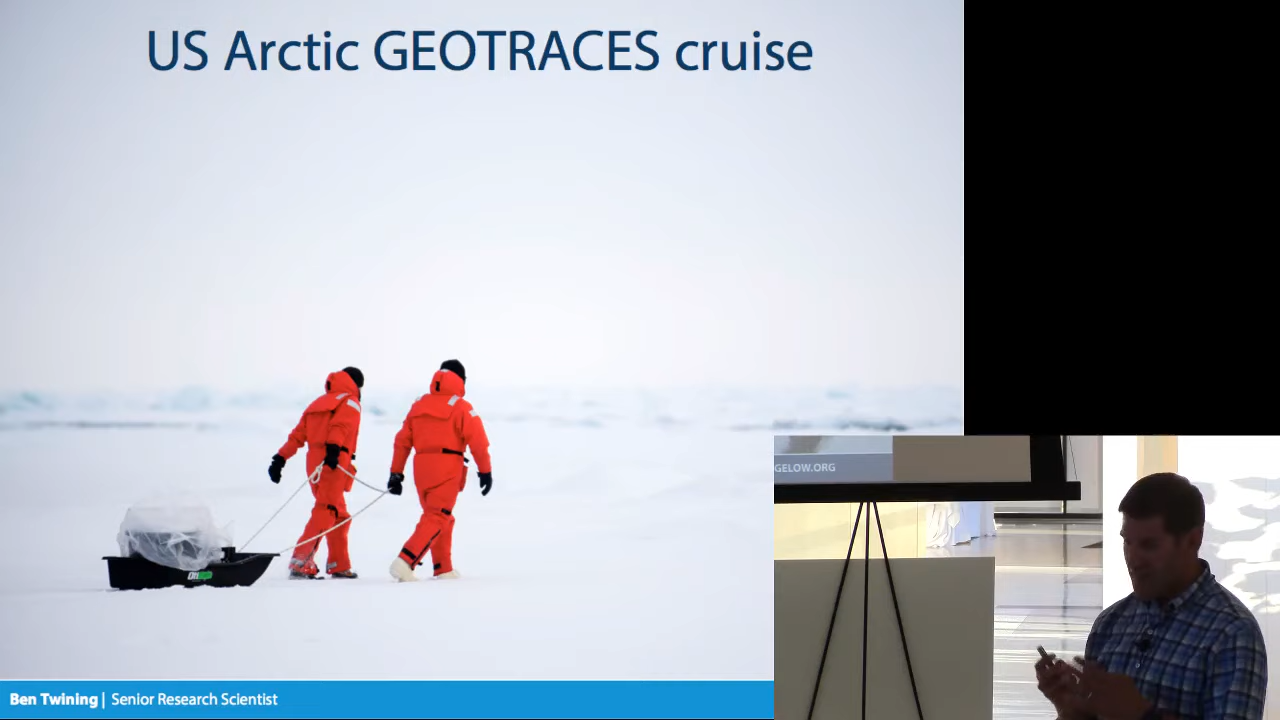 US Arctic GEOTRACES cruise
GELOW.ORG
Ben Twining | Senior Research Scientist